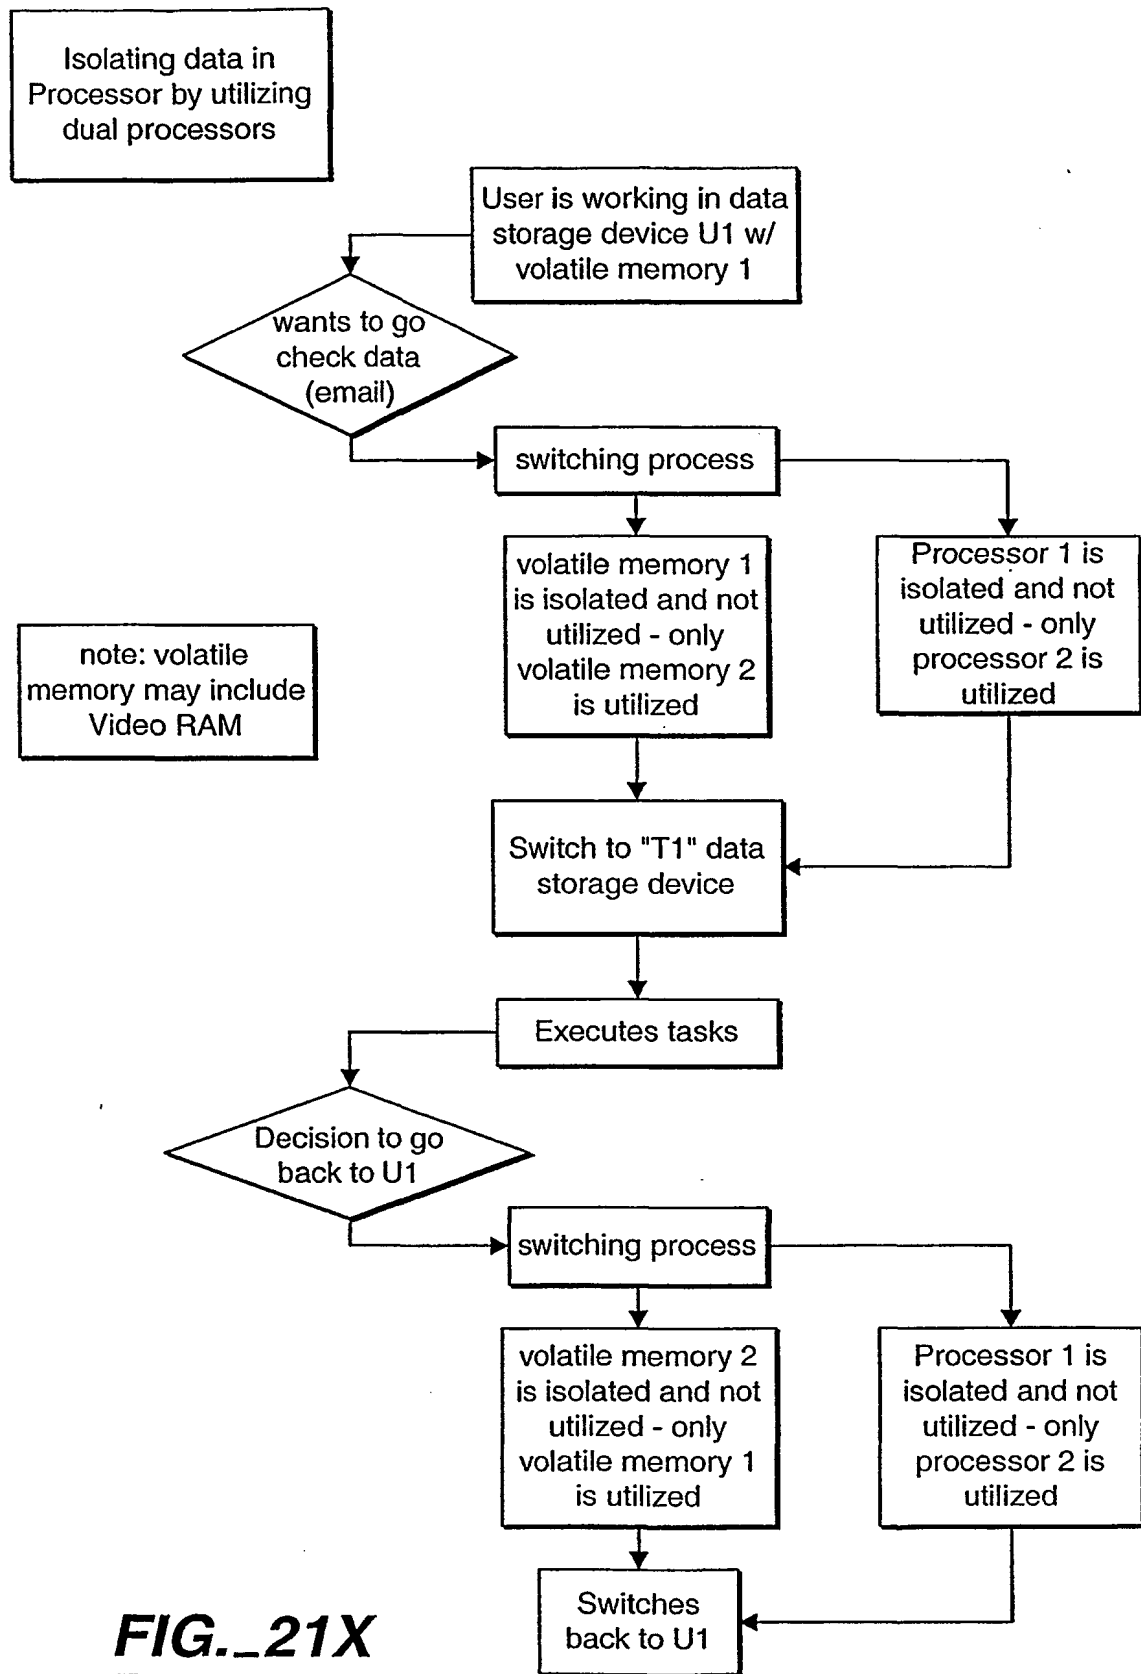 Isolating data in
Processor by utilizing
dual processors
User is working in data
storage device U1 w/
volatile memory 1
wants to go
check data
(email)
switching process
volatile memory 1
is isolated and not
utilized - only
volatile memory 2
is utilized
Processor 1 is
isolated and not
utilized - only
processor 2 is
utilized
note: volatile
memory may include
Video RAM
Switch to "T1" data
storage device
Executes tasks
Decision to go
back to U1
switching process
volatile memory 2
is isolated and not
utilized - only
volatile memory 1
is utilized
Processor 1 is
isolated and not
utilized - only
processor 2 is
utilized
Switches
back to U1
FIG._21X